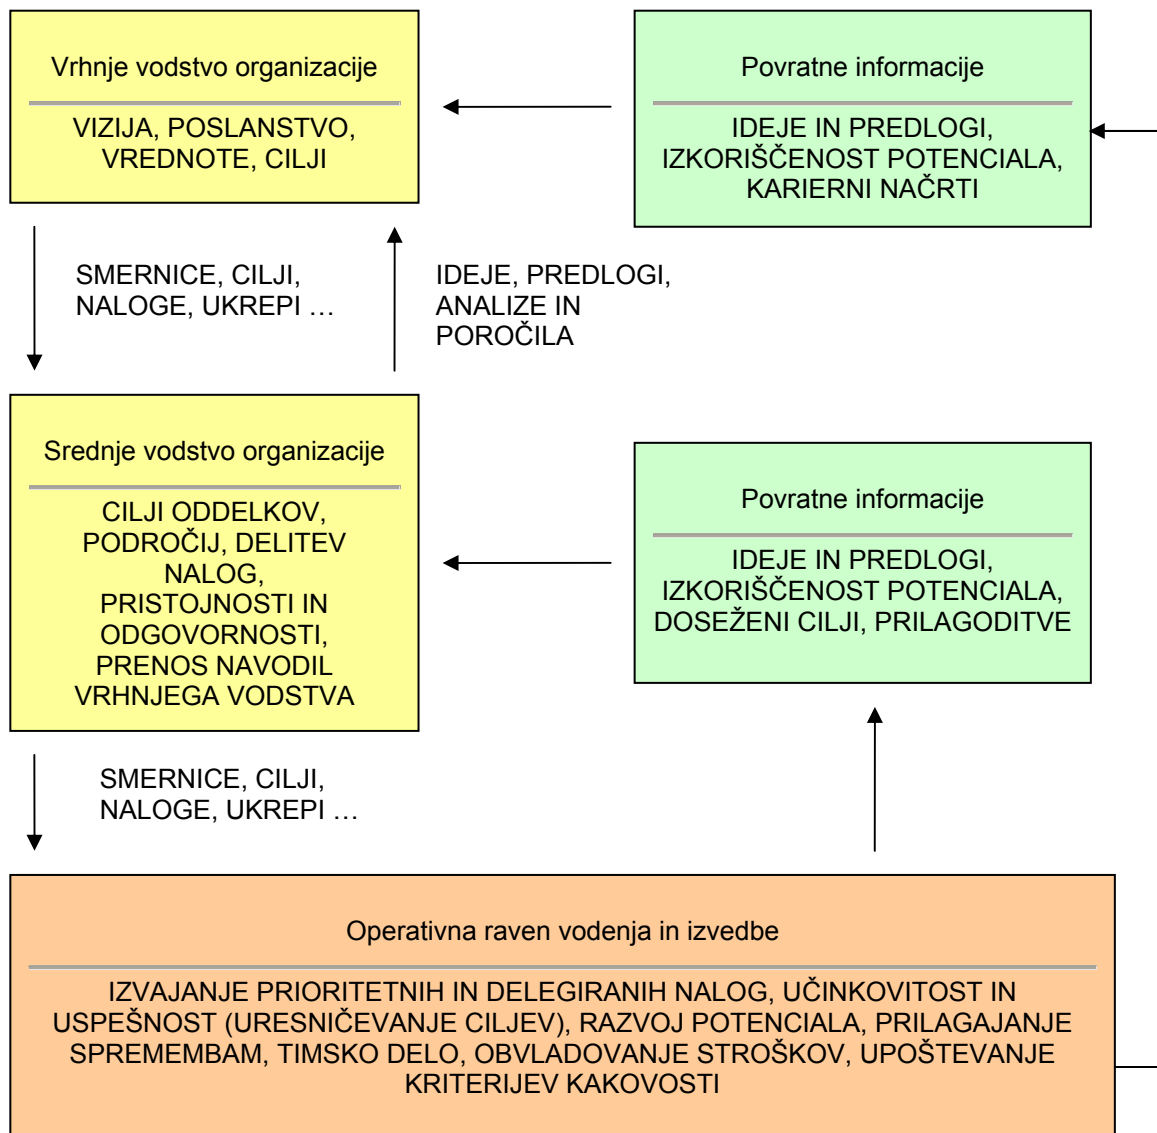 Vrhnje vodstvo organizacije
VIZIJA, POSLANSTVO,
VREDNOTE, CILJI
Povratne informacije
IDEJE IN PREDLOGI,
IZKORIŠČENOST POTENCIALA,
KARIERNI NAČRTI
SMERNICE, CILJI,
NALOGE, UKREPI …
IDEJE, PREDLOGI,
ANALIZE IN
POROČILA
Srednje vodstvo organizacije
CILJI ODDELKOV,
PODROČIJ, DELITEV
NALOG,
PRISTOJNOSTI IN
ODGOVORNOSTI,
PRENOS NAVODIL
VRHNJEGA VODSTVA
Povratne informacije
IDEJE IN PREDLOGI,
IZKORIŠČENOST POTENCIALA,
DOSEŽENI CILJI, PRILAGODITVE
SMERNICE, CILJI,
NALOGE, UKREPI …
Operativna raven vodenja in izvedbe
IZVAJANJE PRIORITETNIH IN DELEGIRANIH NALOG, UČINKOVITOST IN
USPEŠNOST (URESNIČEVANJE CILJEV), RAZVOJ POTENCIALA, PRILAGAJANJE
SPREMEMBAM, TIMSKO DELO, OBVLADOVANJE STROŠKOV, UPOŠTEVANJE
KRITERIJEV KAKOVOSTI